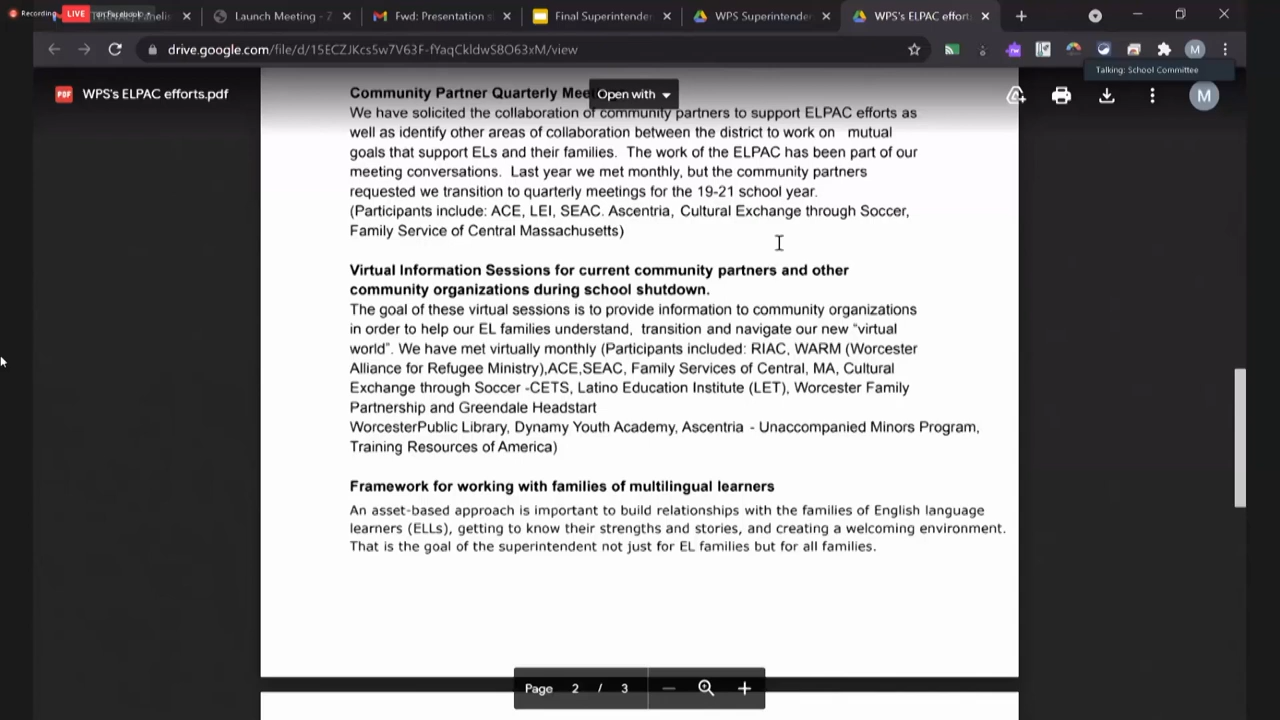 Recording LIVE on Facebook
Launch Meeting - Z
Fwd: Presentation s
Final Superintenden
WPS Superintender
WPS's ELPAC effort:
drive.google.com/file/d/15ECZJKcs5w7V63F-fYaqCkldwS8O63xM/view
M
Talking: School Committee
PDF WPS's ELPAC efforts.pdf
Open with
M
Community Partner Quarterly Mee
We have solicited the collaboration of community partners to support ELPAC efforts as
well as identify other areas of collaboration between the district to work on mutual
goals that support ELs and their families. The work of the ELPAC has been part of our
meeting conversations. Last year we met monthly, but the community partners
requested we transition to quarterly meetings for the 19-21 school year.
(Participants include: ACE, LEI, SEAC. Ascentria, Cultural Exchange through Soccer,
Family Service of Central Massachusetts)
Virtual Information Sessions for current community partners and other
community organizations during school shutdown.
The goal of these virtual sessions is to provide information to community organizations
in order to help our EL families understand, transition and navigate our new "virtual
world". We have met virtually monthly (Participants included: RIAC, WARM (Worcester
Alliance for Refugee Ministry),ACE,SEAC, Family Services of Central, MA, Cultural
Exchange through Soccer -CETS, Latino Education Institute (LET), Worcester Family
Partnership and Greendale Headstart
WorcesterPublic Library, Dynamy Youth Academy, Ascentria - Unaccompanied Minors Program,
Training Resources of America)
Framework for working with families of multilingual learners
An asset-based approach is important to build relationships with the families of English language
learners (ELLs), getting to know their strengths and stories, and creating a welcoming environment.
That is the goal of the superintendent not just for EL families but for all families.
Page 2 / 3